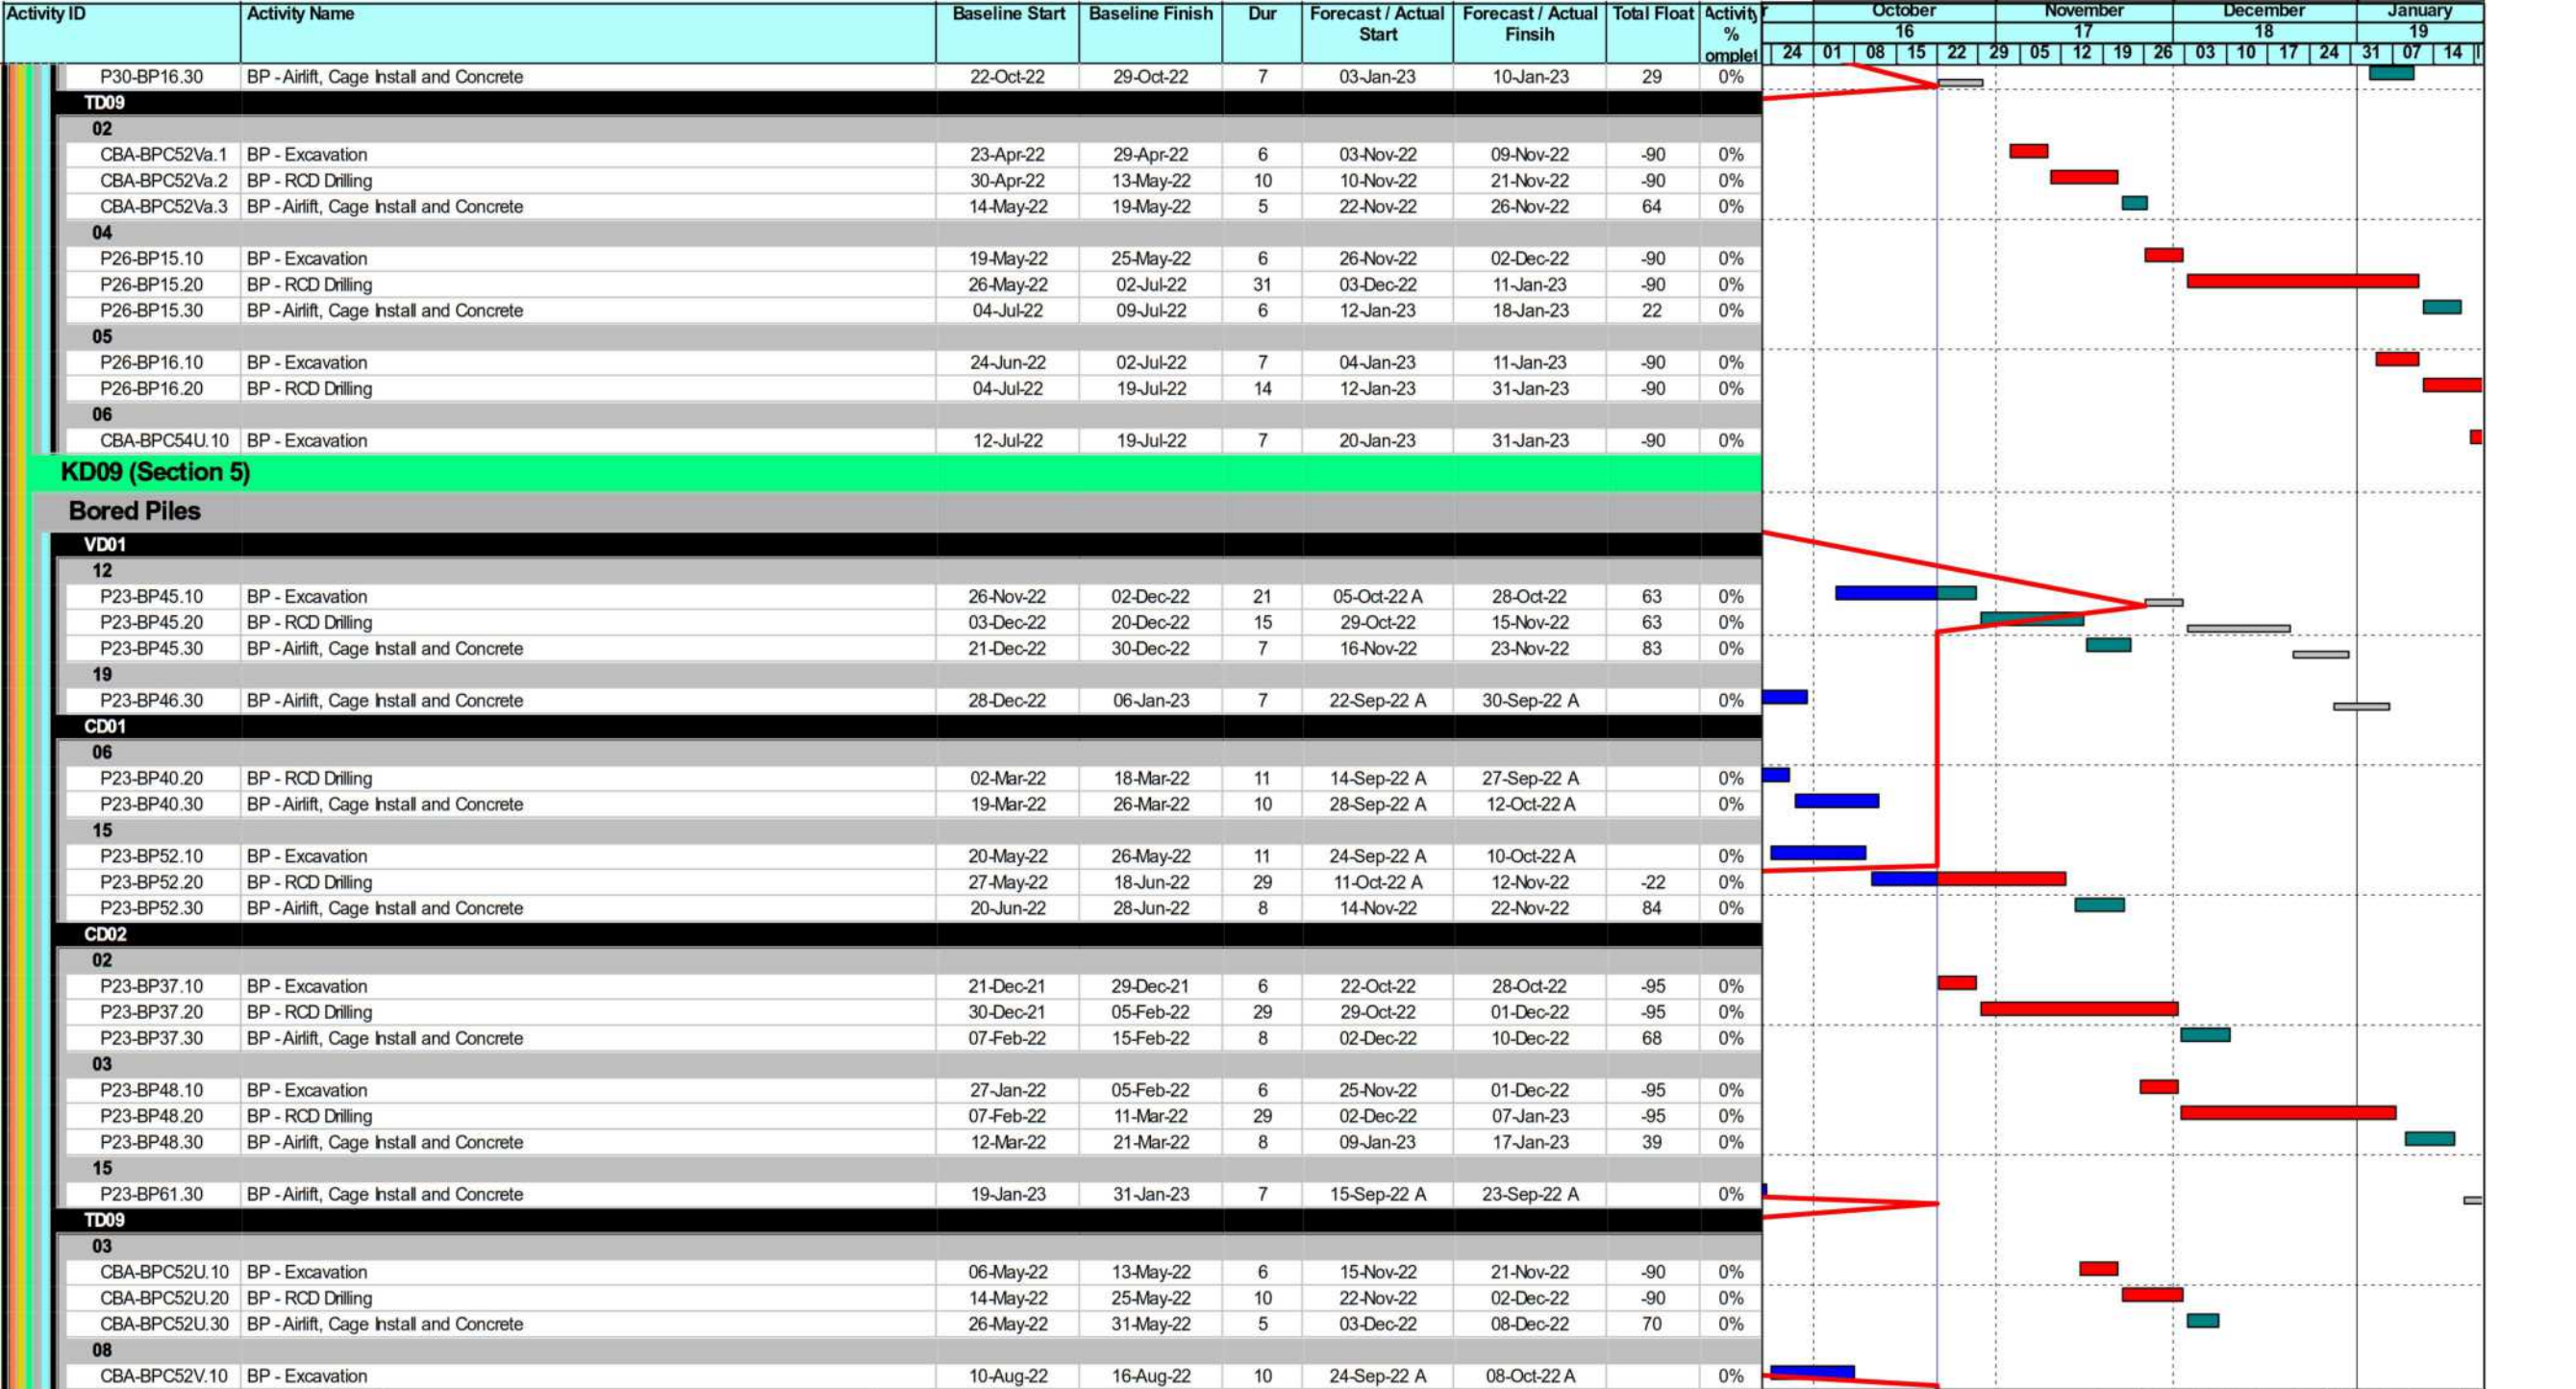 Activity ID Activity Name Baseline Start Baseline Finish Dur Forecast / Actual Start Forecast / Actual Finsih Total Float Activity % omplet
r October November December January
16 17 18 19
24 01 08 15 22 29 05 12 19 26 03 10 17 24 31 07 14
P30-BP16.30 BP - Airlift, Cage Install and Concrete 22-Oct-22 29-Oct-22 7 03-Jan-23 10-Jan-23 29 0%
TD09
02
CBA-BPC52Va.1 BP - Excavation 23-Apr-22 29-Apr-22 6 03-Nov-22 09-Nov-22 -90 0%
CBA-BPC52Va.2 BP - RCD Drilling 30-Apr-22 13-May-22 10 10-Nov-22 21-Nov-22 -90 0%
CBA-BPC52Va.3 BP - Airlift, Cage Install and Concrete 14-May-22 19-May-22 5 22-Nov-22 26-Nov-22 64 0%
04
P26-BP15.10 BP - Excavation 19-May-22 25-May-22 6 26-Nov-22 02-Dec-22 -90 0%
P26-BP15.20 BP - RCD Drilling 26-May-22 02-Jul-22 31 03-Dec-22 11-Jan-23 -90 0%
P26-BP15.30 BP - Airlift, Cage Install and Concrete 04-Jul-22 09-Jul-22 6 12-Jan-23 18-Jan-23 22 0%
05
P26-BP16.10 BP - Excavation 24-Jun-22 02-Jul-22 7 04-Jan-23 11-Jan-23 -90 0%
P26-BP16.20 BP - RCD Drilling 04-Jul-22 19-Jul-22 14 12-Jan-23 31-Jan-23 -90 0%
06
CBA-BPC54U.10 BP - Excavation 12-Jul-22 19-Jul-22 7 20-Jan-23 31-Jan-23 -90 0%
KD09 (Section 5)
Bored Piles
VD01
12
P23-BP45.10 BP - Excavation 26-Nov-22 02-Dec-22 21 05-Oct-22 A 28-Oct-22 63 0%
P23-BP45.20 BP - RCD Drilling 03-Dec-22 20-Dec-22 15 29-Oct-22 15-Nov-22 63 0%
P23-BP45.30 BP - Airlift, Cage Install and Concrete 21-Dec-22 30-Dec-22 7 16-Nov-22 23-Nov-22 83 0%
19
P23-BP46.30 BP - Airlift, Cage Install and Concrete 28-Dec-22 06-Jan-23 7 22-Sep-22 A 30-Sep-22 A 0%
CD01
06
P23-BP40.20 BP - RCD Drilling 02-Mar-22 18-Mar-22 11 14-Sep-22 A 27-Sep-22 A 0%
P23-BP40.30 BP - Airlift, Cage Install and Concrete 19-Mar-22 26-Mar-22 10 28-Sep-22 A 12-Oct-22 A 0%
15
P23-BP52.10 BP - Excavation 20-May-22 26-May-22 11 24-Sep-22 A 10-Oct-22 A 0%
P23-BP52.20 BP - RCD Drilling 27-May-22 18-Jun-22 29 11-Oct-22 A 12-Nov-22 -22 0%
P23-BP52.30 BP - Airlift, Cage Install and Concrete 20-Jun-22 28-Jun-22 8 14-Nov-22 22-Nov-22 84 0%
CD02
02
P23-BP37.10 BP - Excavation 21-Dec-21 29-Dec-21 6 22-Oct-22 28-Oct-22 -95 0%
P23-BP37.20 BP - RCD Drilling 30-Dec-21 05-Feb-22 29 29-Oct-22 01-Dec-22 -95 0%
P23-BP37.30 BP - Airlift, Cage Install and Concrete 07-Feb-22 15-Feb-22 8 02-Dec-22 10-Dec-22 68 0%
03
P23-BP48.10 BP - Excavation 27-Jan-22 05-Feb-22 6 25-Nov-22 01-Dec-22 -95 0%
P23-BP48.20 BP - RCD Drilling 07-Feb-22 11-Mar-22 29 02-Dec-22 07-Jan-23 -95 0%
P23-BP48.30 BP - Airlift, Cage Install and Concrete 12-Mar-22 21-Mar-22 8 09-Jan-23 17-Jan-23 39 0%
15
P23-BP61.30 BP - Airlift, Cage Install and Concrete 19-Jan-23 31-Jan-23 7 15-Sep-22 A 23-Sep-22 A 0%
TD09
03
CBA-BPC52U.10 BP - Excavation 06-May-22 13-May-22 6 15-Nov-22 21-Nov-22 -90 0%
CBA-BPC52U.20 BP - RCD Drilling 14-May-22 25-May-22 10 22-Nov-22 02-Dec-22 -90 0%
CBA-BPC52U.30 BP - Airlift, Cage Install and Concrete 26-May-22 31-May-22 5 03-Dec-22 08-Dec-22 70 0%
08
CBA-BPC52V.10 BP - Excavation 10-Aug-22 16-Aug-22 10 24-Sep-22 A 08-Oct-22 A 0%